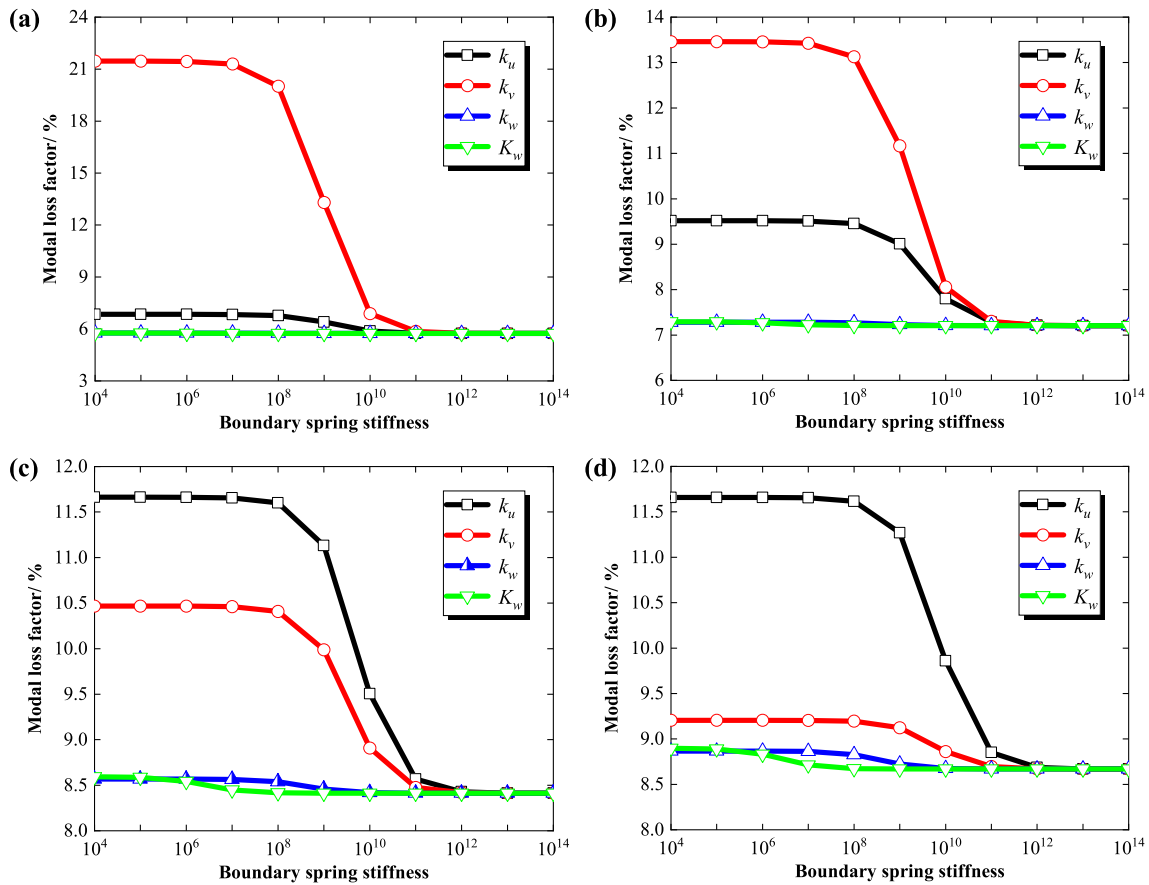 (a)
24
21
18
15
12
9
6
3
Modal loss factor/ %
k_u
k_v
k_w
K_w
10^4
10^6
10^8
10^10
10^12
10^14
Boundary spring stiffness
(b)
14
13
12
11
10
9
8
7
6
Modal loss factor/ %
k_u
k_v
k_w
K_w
10^4
10^6
10^8
10^10
10^12
10^14
Boundary spring stiffness
(c)
12.0
11.5
11.0
10.5
10.0
9.5
9.0
8.5
8.0
Modal loss factor/ %
k_u
k_v
k_w
K_w
10^4
10^6
10^8
10^10
10^12
10^14
Boundary spring stiffness
(d)
12.0
11.5
11.0
10.5
10.0
9.5
9.0
8.5
8.0
Modal loss factor/ %
k_u
k_v
k_w
K_w
10^4
10^6
10^8
10^10
10^12
10^14
Boundary spring stiffness